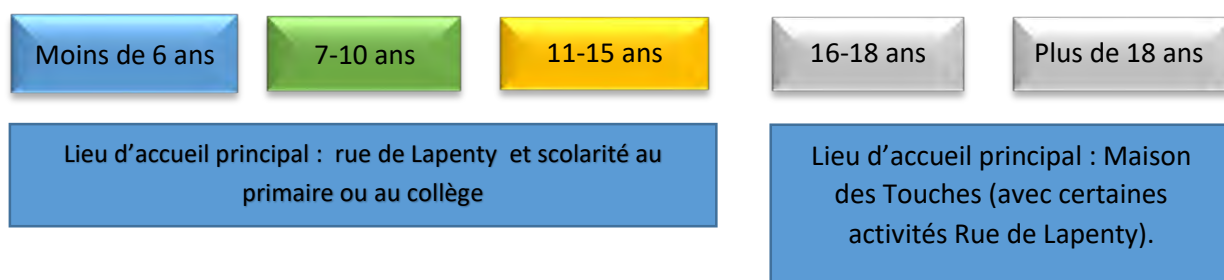 Moins de 6 ans
7-10 ans
11-15 ans
16-18 ans
Plus de 18 ans
Lieu d’accueil principal : rue de Lapenty et scolarité au
primaire ou au collège
Lieu d’accueil principal : Maison
des Touches (avec certaines
activités Rue de Lapenty).